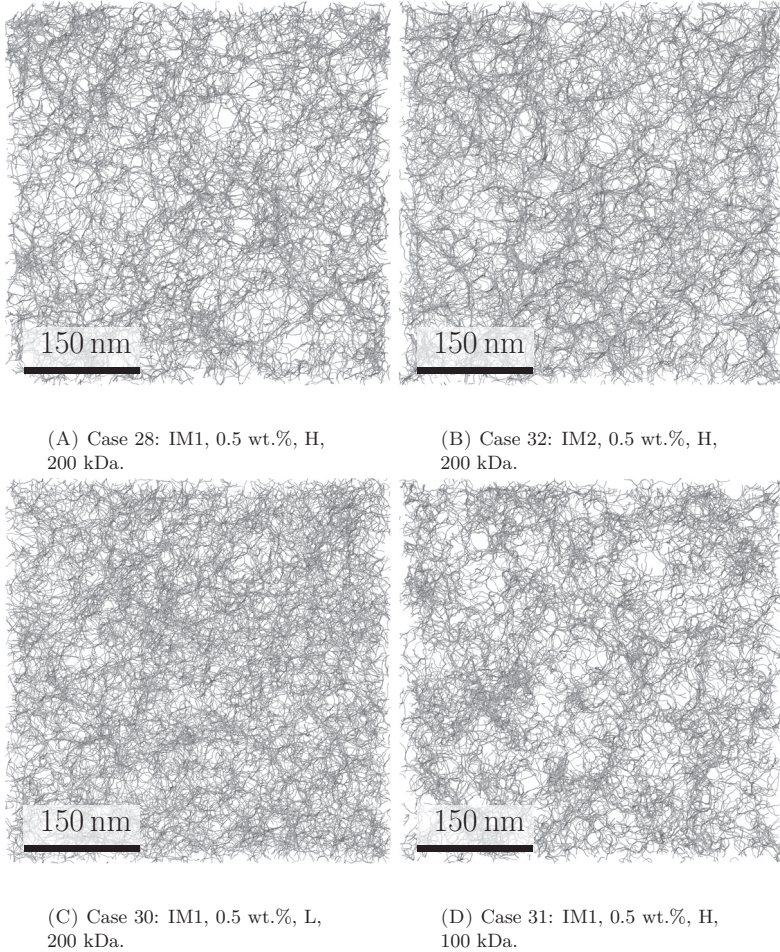 150 nm
150 nm
(A) Case 28: IM1, 0.5 wt.%, H,
200 kDa.
(B) Case 32: IM2, 0.5 wt.%, H,
200 kDa.
150 nm
150 nm
(C) Case 30: IM1, 0.5 wt.%, L,
200 kDa.
(D) Case 31: IM1, 0.5 wt.%, H,
100 kDa.